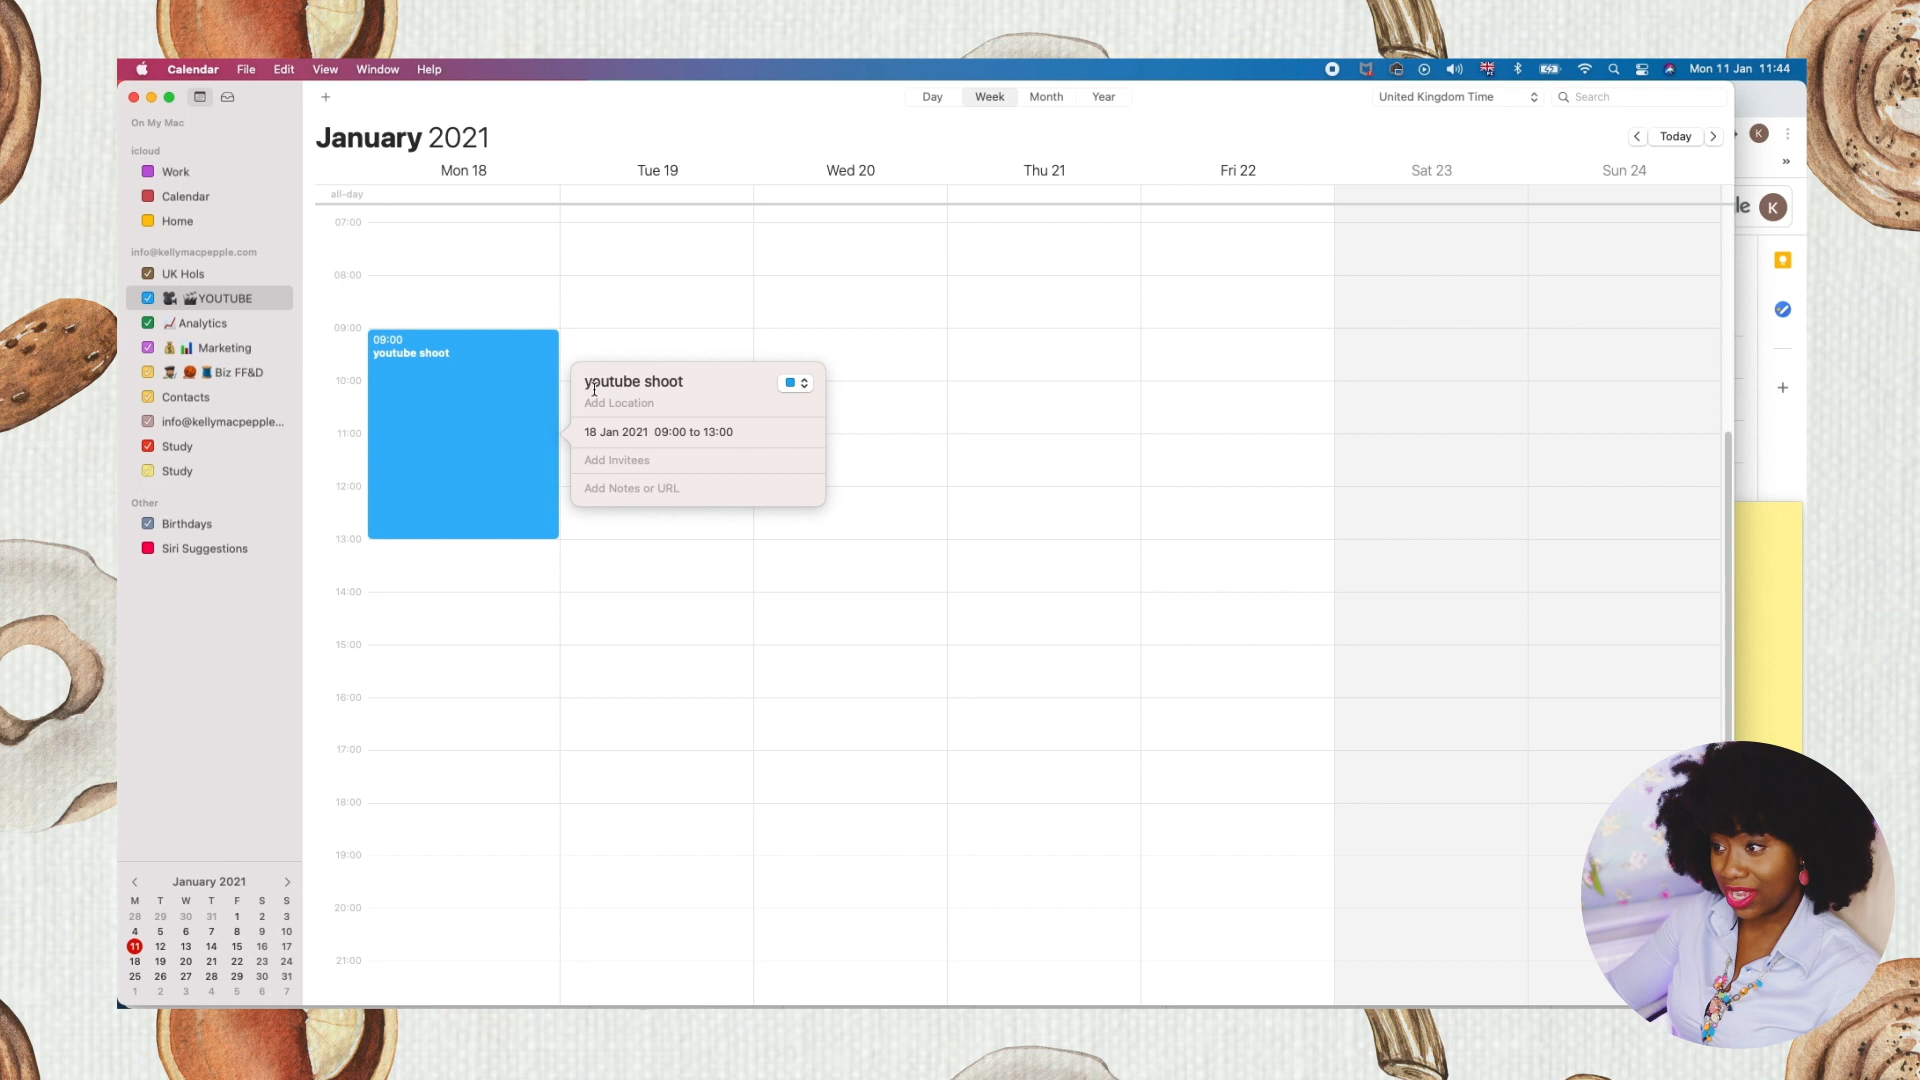 Calendar File Edit View Window Help
Mon 11 Jan 11:44
Day Week Month Year
United Kingdom Time
Search
January 2021
Today
Mon 18 Tue 19 Wed 20 Thu 21 Fri 22 Sat 23 Sun 24
all-day
07:00
08:00
09:00
10:00
11:00
12:00
13:00
14:00
15:00
16:00
17:00
18:00
19:00
20:00
21:00
09:00
youtube shoot
youtube shoot
Add Location
18 Jan 2021 09:00 to 13:00
Add Invitees
Add Notes or URL
On My Mac
icloud
Work
Calendar
Home
info@kellymacpepple.com
UK Hols
YOUTUBE
Analytics
Marketing
Biz FF&D
Contacts
info@kellymacpepple...
Study
Study
Other
Birthdays
Siri Suggestions
January 2021
M T W T F S S
28 29 30 31 1 2 3
4 5 6 7 8 9 10
11 12 13 14 15 16 17
18 19 20 21 22 23 24
25 26 27 28 29 30 31
1 2 3 4 5 6 7
K
le K